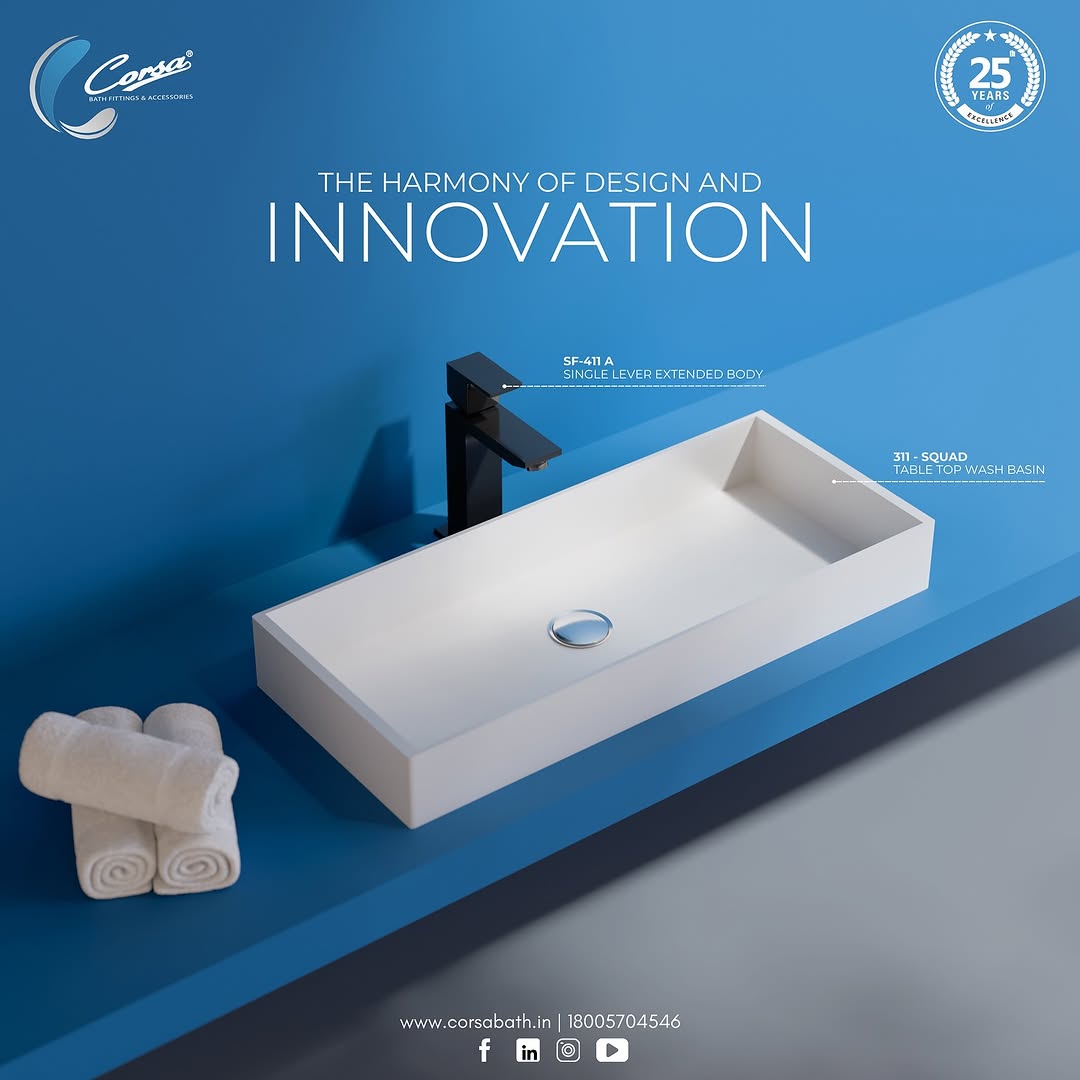 Corsa®
BATH FITTINGS & ACCESSORIES
25th
YEARS
of
EXCELLENCE
THE HARMONY OF DESIGN AND
INNOVATION
SF-411 A
SINGLE LEVER EXTENDED BODY
311 - SQUAD
TABLE TOP WASH BASIN
www.corsabath.in | 18005704546